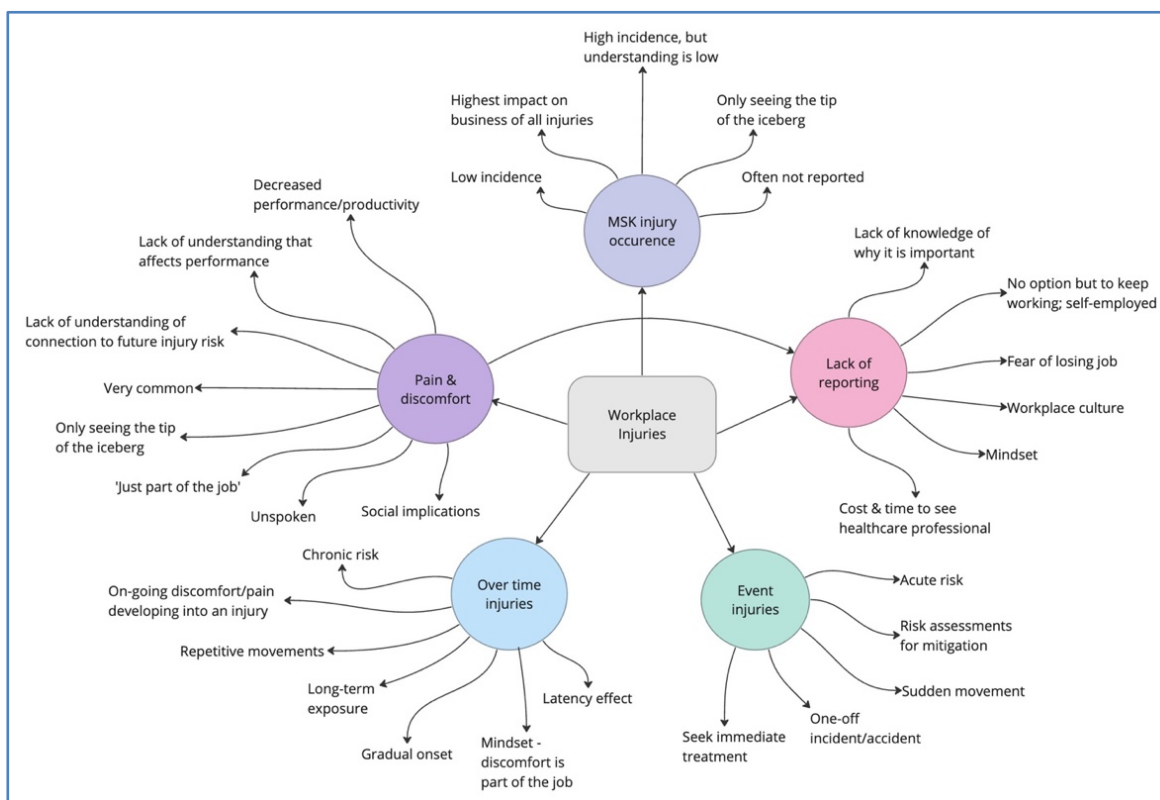 High incidence, but
understanding is low
Highest impact on
business of all injuries
Only seeing the tip
of the iceberg
Low incidence
Often not reported
MSK injury
occurence
Decreased
performance/productivity
Lack of understanding that
affects performance
Lack of understanding of
connection to future injury risk
Very common
Only seeing the tip
of the iceberg
'Just part of the job'
Unspoken
Social implications
Pain &
discomfort
Workplace
Injuries
Lack of knowledge of
why it is important
No option but to keep
working; self-employed
Fear of losing job
Workplace culture
Mindset
Cost & time to see
healthcare professional
Lack of
reporting
Chronic risk
On-going discomfort/pain
developing into an injury
Repetitive movements
Long-term
exposure
Gradual onset
Mindset -
discomfort is
part of the job
Latency effect
Over time
injuries
Event
injuries
Acute risk
Risk assessments
for mitigation
Sudden movement
One-off
incident/accident
Seek immediate
treatment